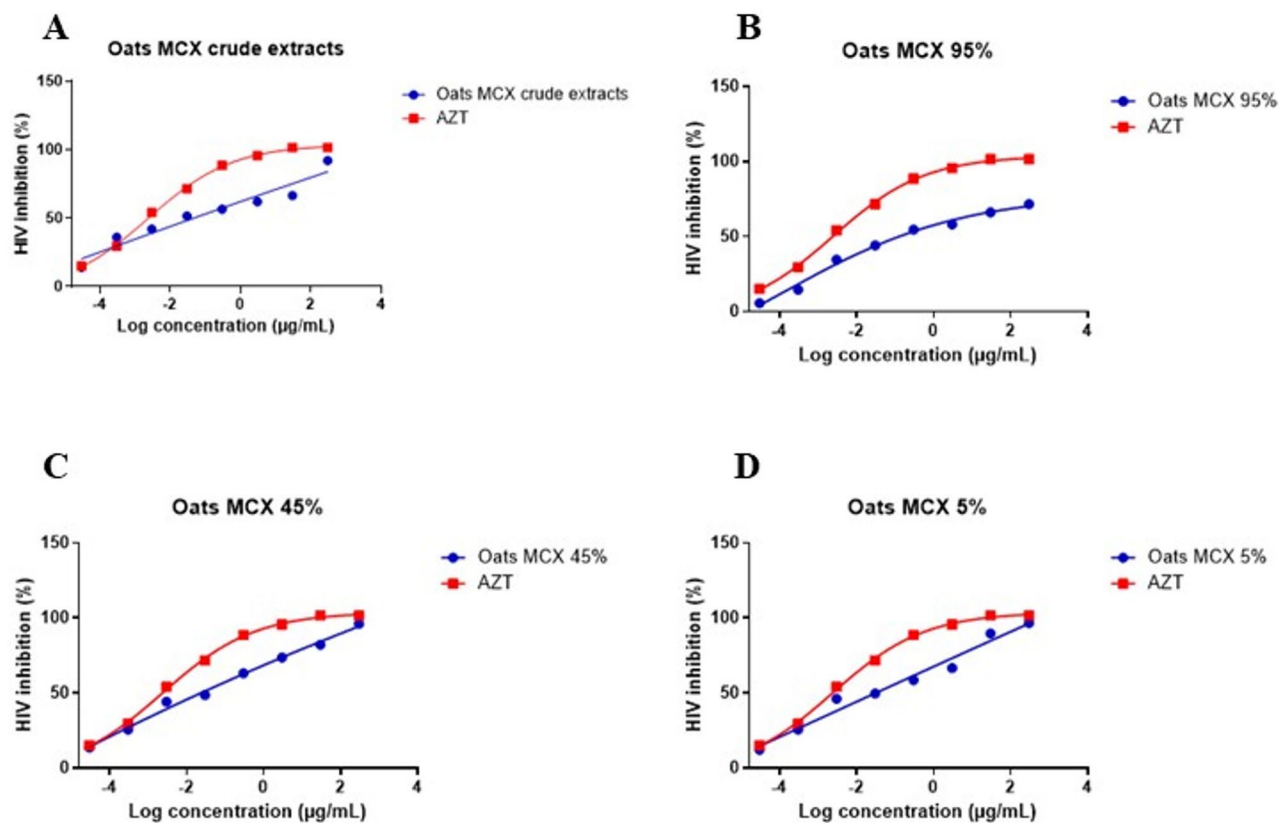 A
Oats MCX crude extracts
150
100
50
0
HIV inhibition (%)
-4
-2
0
2
4
Log concentration (µg/mL)
Oats MCX crude extracts
AZT
B
Oats MCX 95%
150
100
50
0
HIV inhibition (%)
-4
-2
0
2
4
Log concentration (µg/mL)
Oats MCX 95%
AZT
C
Oats MCX 45%
150
100
50
0
HIV inhibition (%)
-4
-2
0
2
4
Log concentration (µg/mL)
Oats MCX 45%
AZT
D
Oats MCX 5%
150
100
50
0
HIV inhibition (%)
-4
-2
0
2
4
Log concentration (µg/mL)
Oats MCX 5%
AZT